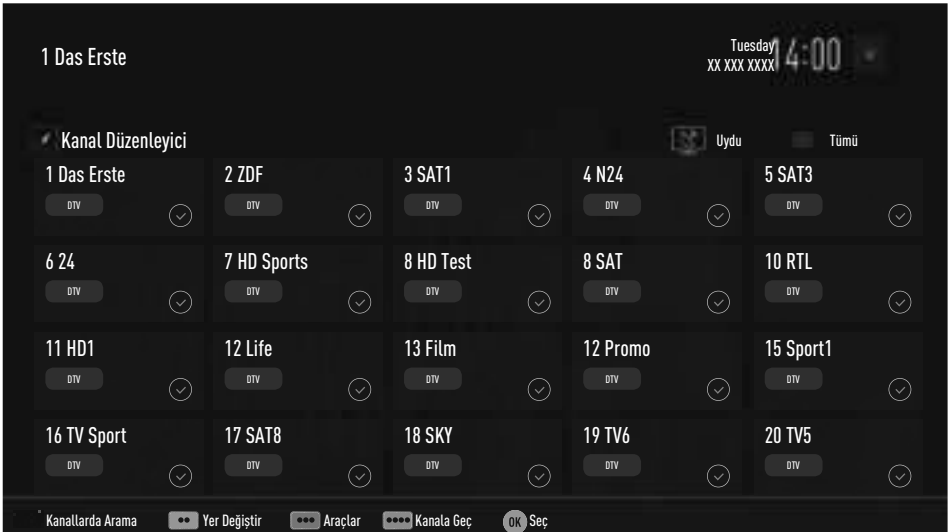 1 Das Erste
Tuesday
XX XXX XXXX
14:00
Kanal Düzenleyici
Uydu
Tümü
1 Das Erste 2 ZDF 3 SAT1 4 N24 5 SAT3
DTV DTV DTV DTV DTV
6 24 7 HD Sports 8 HD Test 8 SAT 10 RTL
DTV DTV DTV DTV DTV
11 HD1 12 Life 13 Film 12 Promo 15 Sport1
DTV DTV DTV DTV DTV
16 TV Sport 17 SAT8 18 SKY 19 TV6 20 TV5
DTV DTV DTV DTV DTV
Kanallarda Arama Yer Değiştir Araçlar Kanala Geç OK Seç